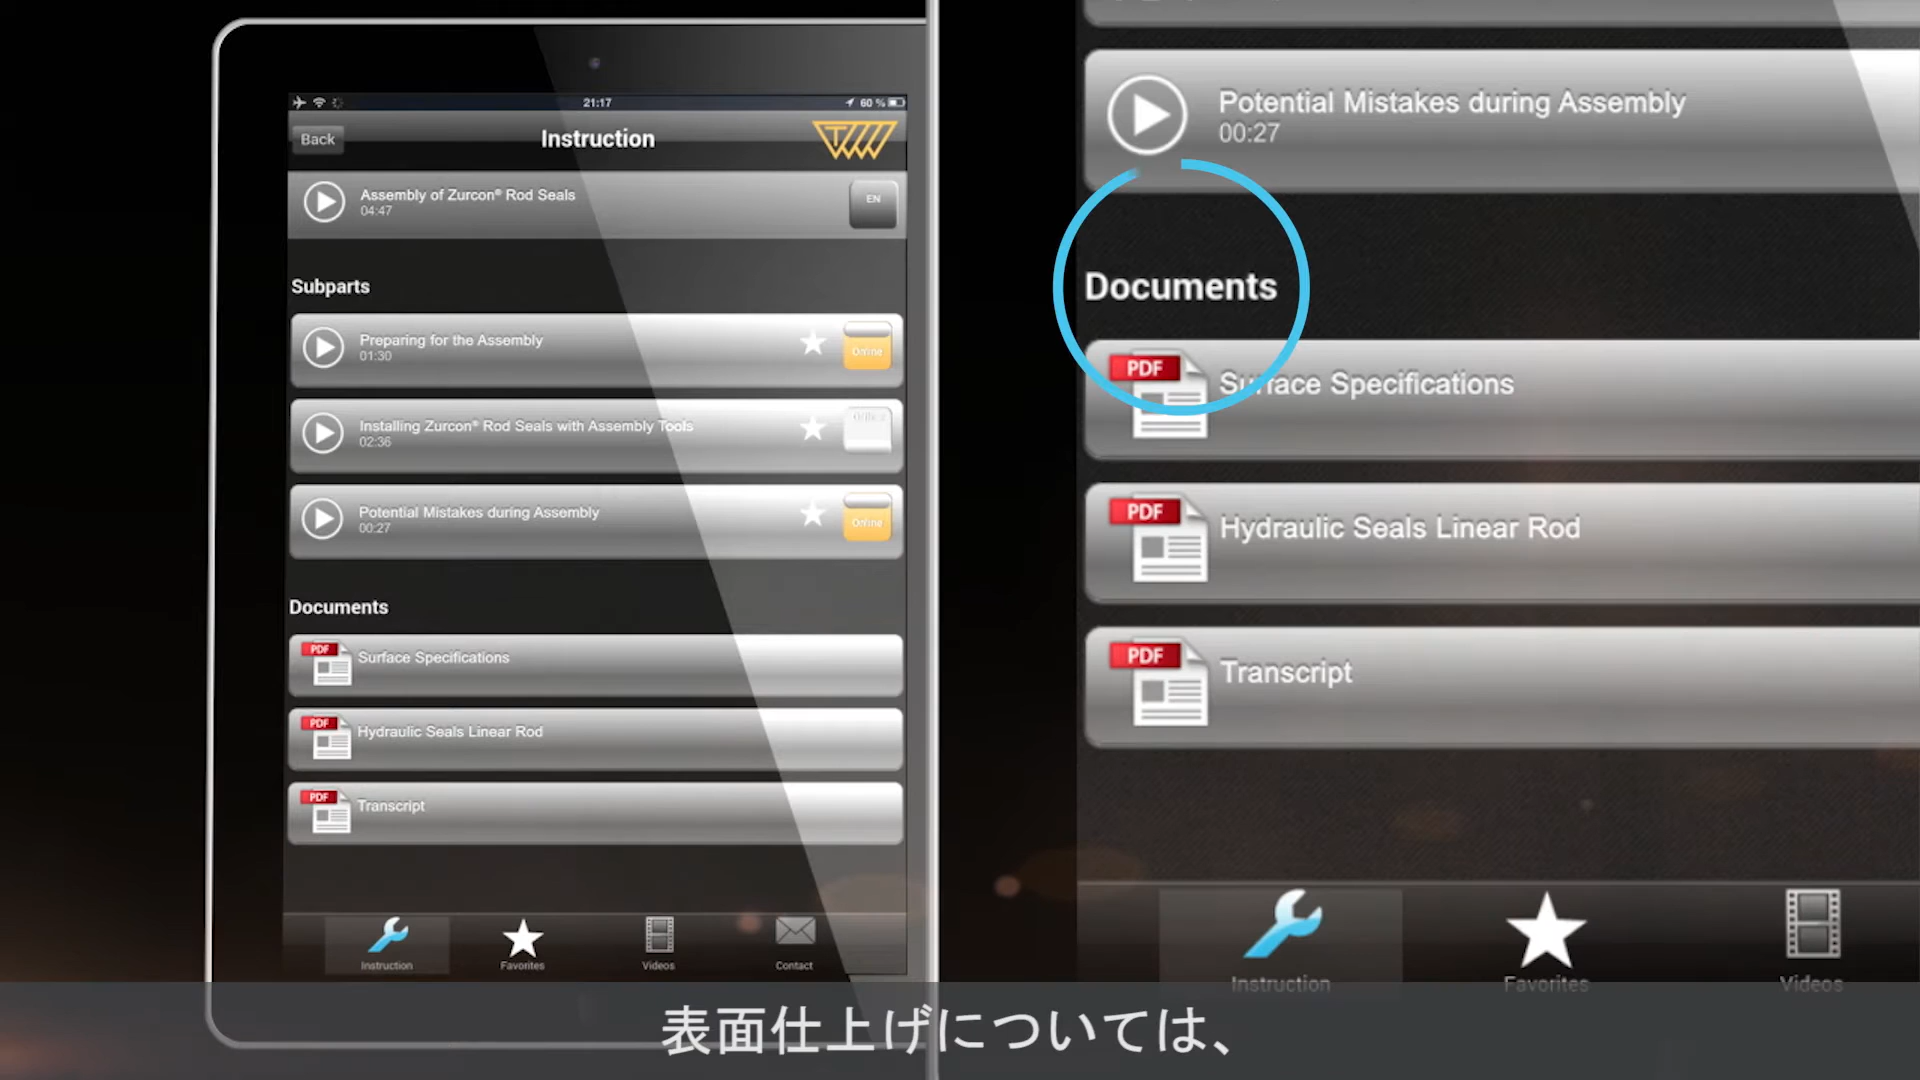 21:17
60 %
Back
Instruction
Assembly of Zurcon® Rod Seals
04:47
EN
Subparts
Preparing for the Assembly
01:30
Online
Installing Zurcon® Rod Seals with Assembly Tools
02:36
Offline
Potential Mistakes during Assembly
00:27
Online
Documents
PDF
Surface Specifications
PDF
Hydraulic Seals Linear Rod
PDF
Transcript
Instruction
Favorites
Videos
Contact
Potential Mistakes during Assembly
00:27
Documents
PDF
Surface Specifications
PDF
Hydraulic Seals Linear Rod
PDF
Transcript
Instruction
Favorites
Videos
表面仕上げについては、